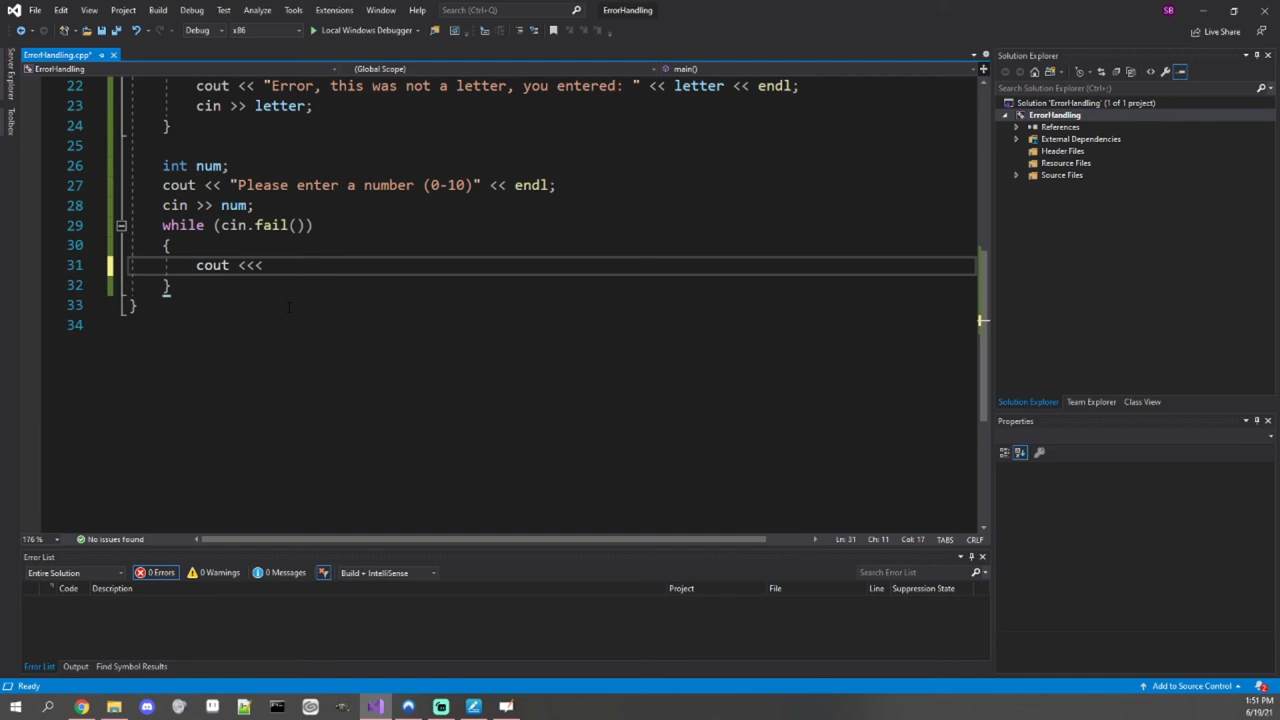 File Edit View Project Build Debug Test Analyze Tools Extensions Window Help Search (Ctrl+Q) ErrorHandling SB
Debug x86 Local Windows Debugger Live Share
Server Explorer
Toolbox
ErrorHandling.cpp*
ErrorHandling (Global Scope) main()
22 cout << "Error, this was not a letter, you entered: " << letter << endl;
23 cin >> letter;
24 }
25
26 int num;
27 cout << "Please enter a number (0-10)" << endl;
28 cin >> num;
29 while (cin.fail())
30 {
31 cout <<<
32 }
33 }
34
176 % No issues found Ln: 31 Ch: 11 Col: 17 TABS CRLF
Error List
Entire Solution 0 Errors 0 Warnings 0 Messages Build + IntelliSense Search Error List
Code Description Project File Line Suppression State
Error List Output Find Symbol Results
Solution Explorer
Search Solution Explorer (Ctrl+;)
Solution 'ErrorHandling' (1 of 1 project)
ErrorHandling
References
External Dependencies
Header Files
Resource Files
Source Files
Solution Explorer Team Explorer Class View
Properties
Ready Add to Source Control 2
1:51 PM
6/19/21